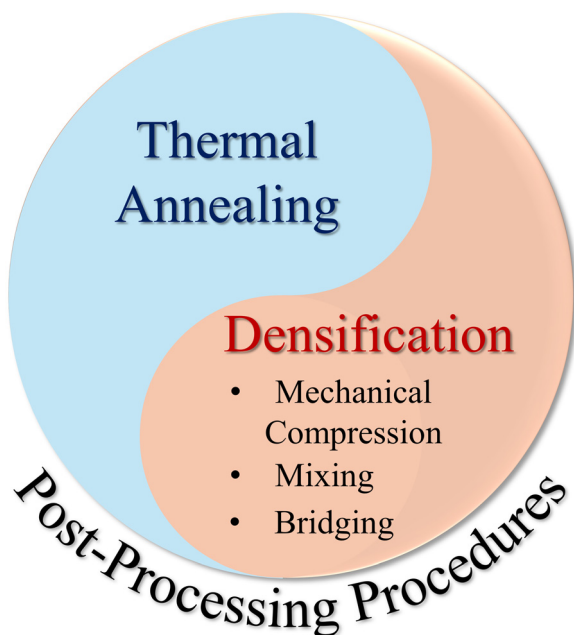 Thermal
Annealing
Densification
• Mechanical
Compression
• Mixing
• Bridging
Post-Processing Procedures